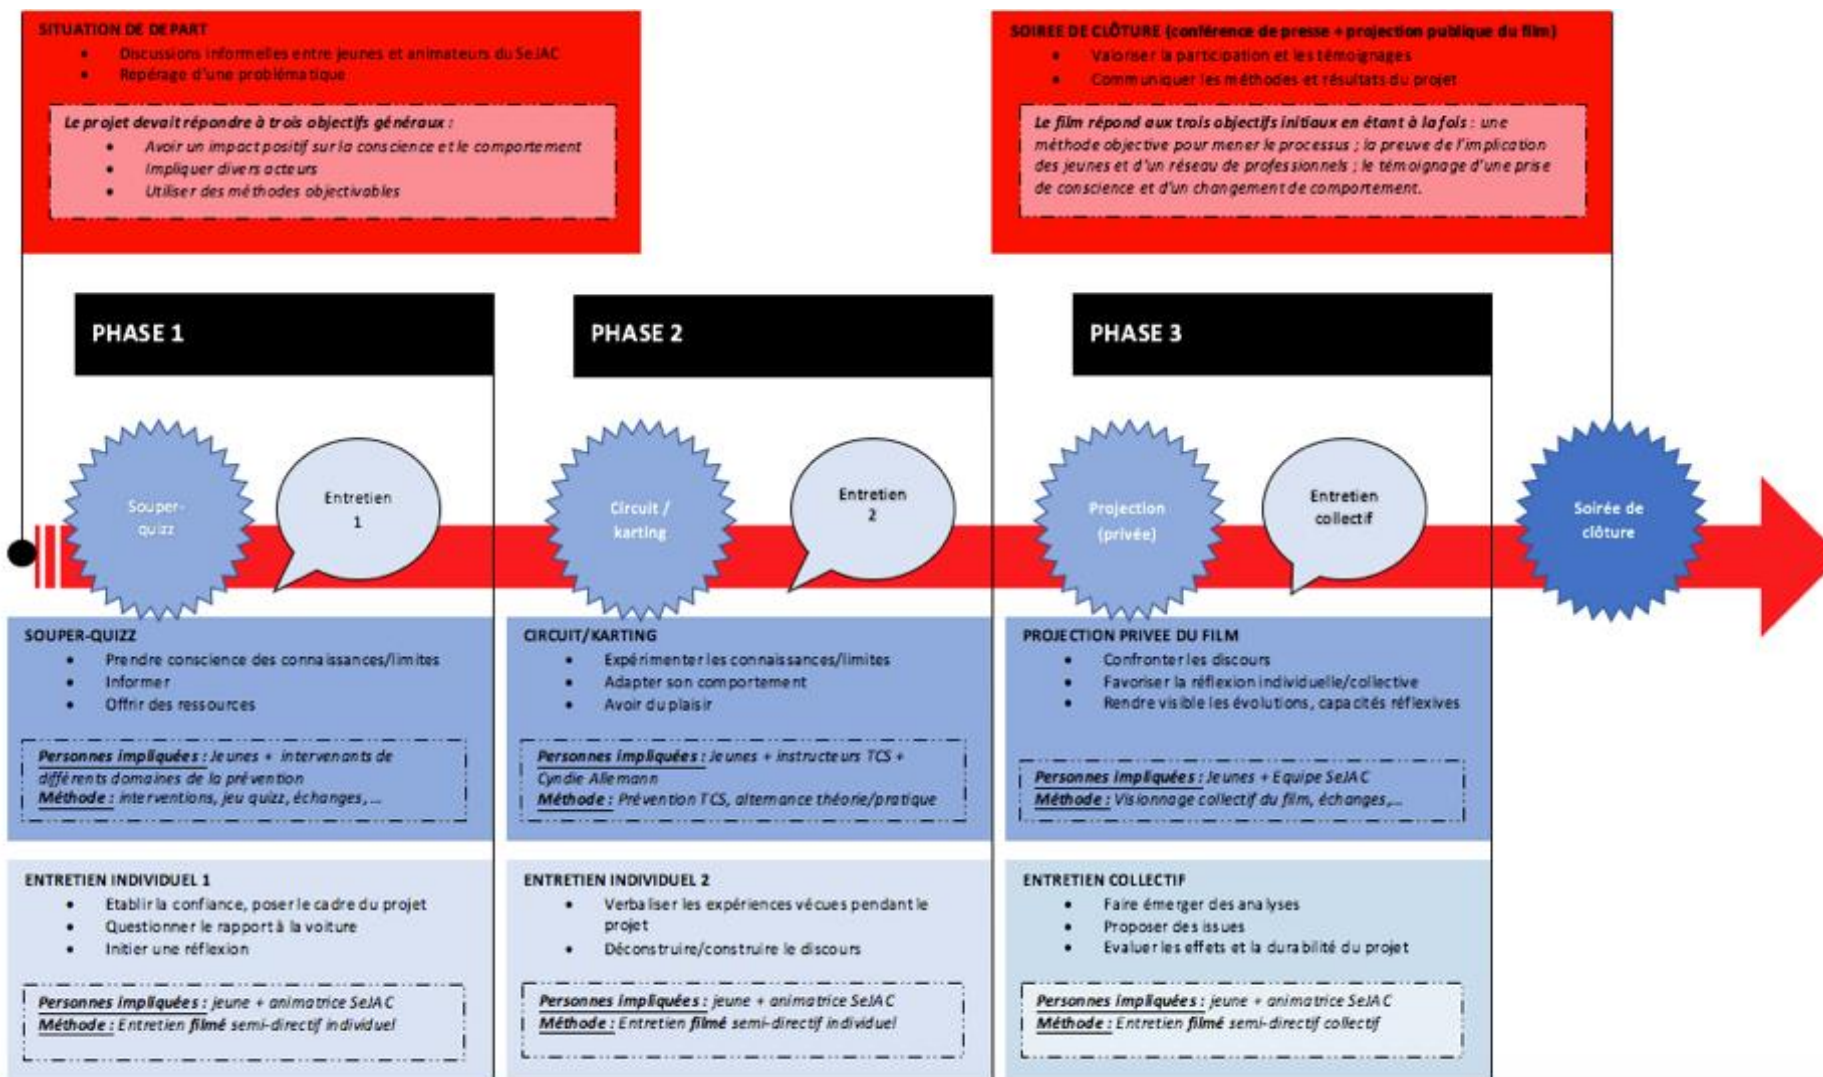 SITUATION DE DEPART
• Discussions informelles entre jeunes et animateurs du SeJAC
• Repérage d'une problématique
Le projet devait répondre à trois objectifs généraux :
• Avoir un impact positif sur la conscience et le comportement
• Impliquer divers acteurs
• Utiliser des méthodes objectivables
SOIREE DE CLÔTURE (conférence de presse + projection publique du film)
• Valoriser la participation et les témoignages
• Communiquer les méthodes et résultats du projet
Le film répond aux trois objectifs initiaux en étant à la fois : une
méthode objective pour mener le processus ; la preuve de l'implication
des jeunes et d'un réseau de professionnels ; le témoignage d'une prise
de conscience et d'un changement de comportement.
PHASE 1
PHASE 2
PHASE 3
Souper-
quizz
Entretien
1
Circuit /
karting
Entretien
2
Projection
(privée)
Entretien
collectif
Soirée de
clôture
SOUPER-QUIZZ
• Prendre conscience des connaissances/limites
• Informer
• Offrir des ressources
Personnes impliquées : Jeunes + intervenants de
différents domaines de la prévention
Méthode : interventions, jeu quizz, échanges, ...
CIRCUIT/KARTING
• Expérimenter les connaissances/limites
• Adapter son comportement
• Avoir du plaisir
Personnes impliquées : Jeunes + instructeurs TCS +
Cyndie Allemann
Méthode : Prévention TCS, alternance théorie/pratique
PROJECTION PRIVEE DU FILM
• Confronter les discours
• Favoriser la réflexion individuelle/collective
• Rendre visible les évolutions, capacités réflexives
Personnes impliquées : Jeunes + Equipe SeJAC
Méthode : Visionnage collectif du film, échanges,...
ENTRETIEN INDIVIDUEL 1
• Etablir la confiance, poser le cadre du projet
• Questionner le rapport à la voiture
• Initier une réflexion
Personnes impliquées : jeune + animatrice SeJAC
Méthode : Entretien filmé semi-directif individuel
ENTRETIEN INDIVIDUEL 2
• Verbaliser les expériences vécues pendant le
projet
• Déconstruire/construire le discours
Personnes impliquées : jeune + animatrice SeJAC
Méthode : Entretien filmé semi-directif individuel
ENTRETIEN COLLECTIF
• Faire émerger des analyses
• Proposer des issues
• Evaluer les effets et la durabilité du projet
Personnes impliquées : jeune + animatrice SeJAC
Méthode : Entretien filmé semi-directif collectif